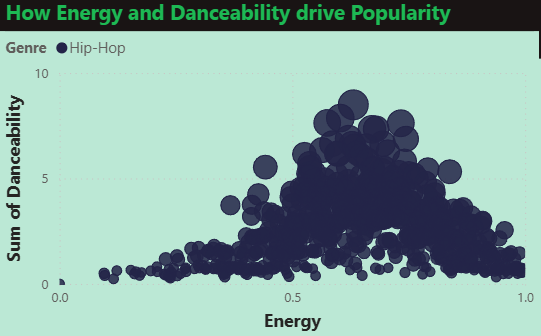 How Energy and Danceability drive Popularity
Genre Hip-Hop
10
5
0
Sum of Danceability
0.0 0.5 1.0
Energy